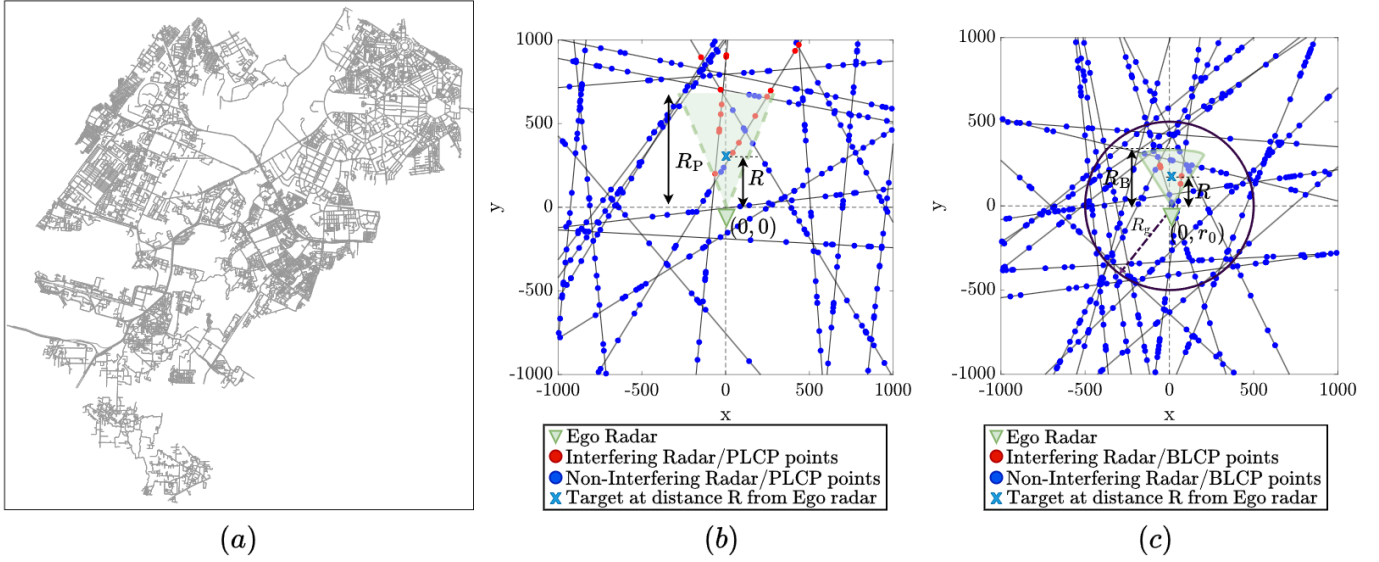 1000
500
0
-500
-1000
y
-1000
-500
0
500
1000
x
R_P
R
(0, 0)
Ego Radar
Interfering Radar/PLCP points
Non-Interfering Radar/PLCP points
Target at distance R from Ego radar
1000
500
0
-500
-1000
y
-1000
-500
0
500
1000
x
R_B
R
R_g
(0, r_0)
Ego Radar
Interfering Radar/BLCP points
Non-Interfering Radar/BLCP points
Target at distance R from Ego radar
(a)
(b)
(c)